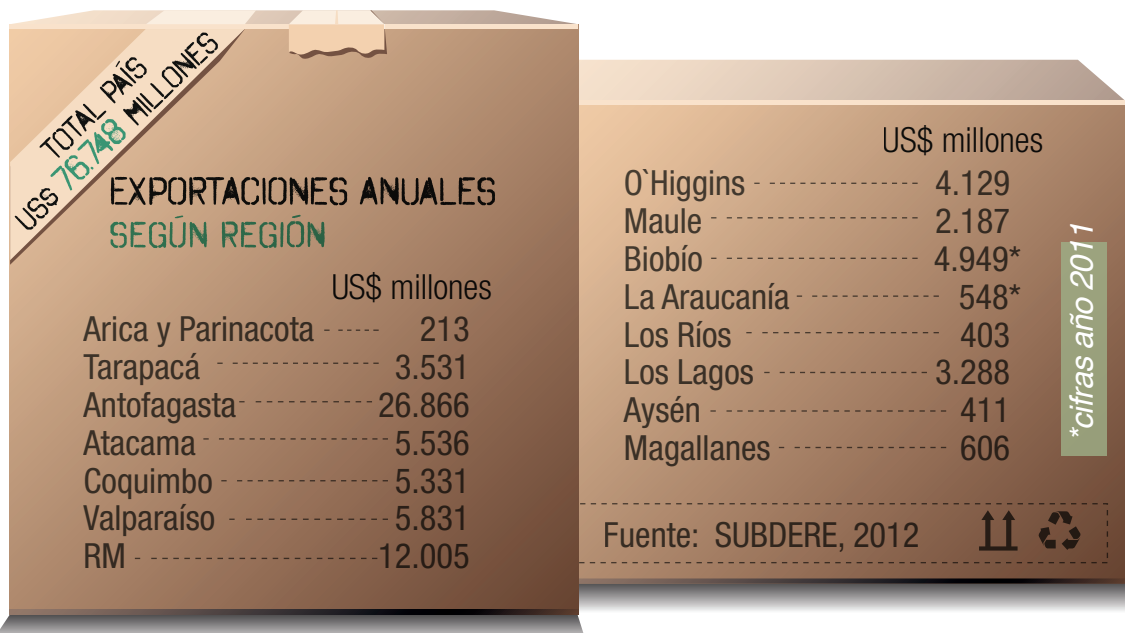 TOTAL PAÍS
US$ 76.748 MILLONES
EXPORTACIONES ANUALES
SEGÚN REGIÓN
US$ millones
Arica y Parinacota 213
Tarapacá 3.531
Antofagasta 26.866
Atacama 5.536
Coquimbo 5.331
Valparaíso 5.831
RM 12.005
US$ millones
O`Higgins 4.129
Maule 2.187
Biobío 4.949*
La Araucanía 548*
Los Ríos 403
Los Lagos 3.288
Aysén 411
Magallanes 606
*cifras año 2011
Fuente: SUBDERE, 2012